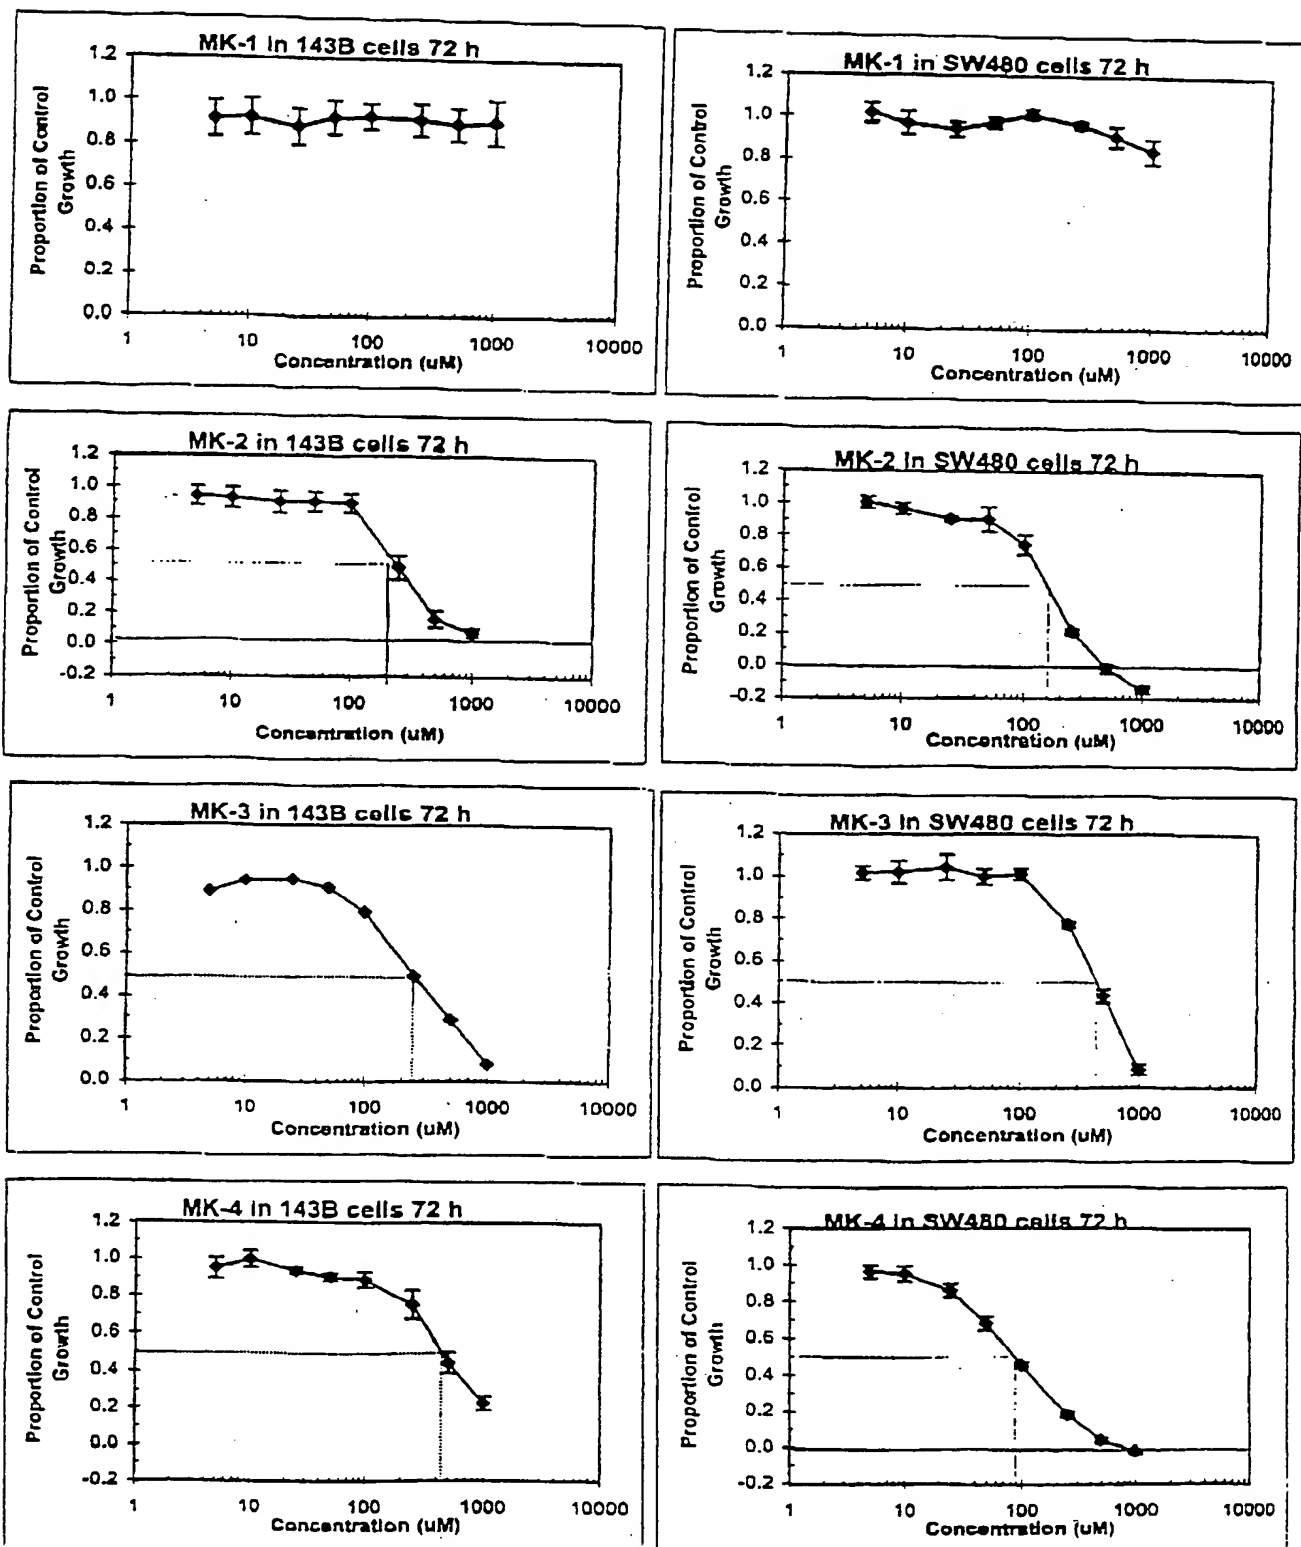 MK-1 in 143B cells 72 h
Proportion of Control
Growth
1.2
1.0
0.8
0.6
0.4
0.2
0.0
1 10 100 1000 10000
Concentration (uM)
MK-1 in SW480 cells 72 h
Proportion of Control
Growth
1.2
1.0
0.8
0.6
0.4
0.2
0.0
1 10 100 1000 10000
Concentration (uM)
MK-2 in 143B cells 72 h
Proportion of Control
Growth
1.2
1.0
0.8
0.6
0.4
0.2
0.0
-0.2
1 10 100 1000 10000
Concentration (uM)
MK-2 in SW480 cells 72 h
Proportion of Control
Growth
1.2
1.0
0.8
0.6
0.4
0.2
0.0
-0.2
1 10 100 1000 10000
Concentration (uM)
MK-3 in 143B cells 72 h
Proportion of Control
Growth
1.2
1.0
0.8
0.6
0.4
0.2
0.0
1 10 100 1000 10000
Concentration (uM)
MK-3 in SW480 cells 72 h
Proportion of Control
Growth
1.2
1.0
0.8
0.6
0.4
0.2
0.0
1 10 100 1000 10000
Concentration (uM)
MK-4 in 143B cells 72 h
Proportion of Control
Growth
1.2
1.0
0.8
0.6
0.4
0.2
0.0
-0.2
1 10 100 1000 10000
Concentration (uM)
MK-4 in SW480 cells 72 h
Proportion of Control
Growth
1.2
1.0
0.8
0.6
0.4
0.2
0.0
-0.2
1 10 100 1000 10000
Concentration (uM)